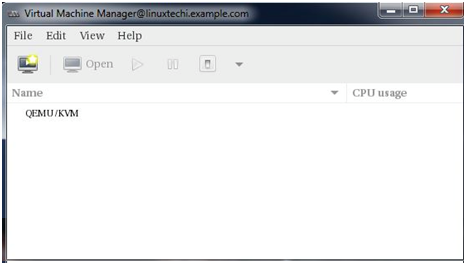 Virtual Machine Manager@linuxtechi.example.com
File Edit View Help
Open
Name CPU usage
QEMU/KVM